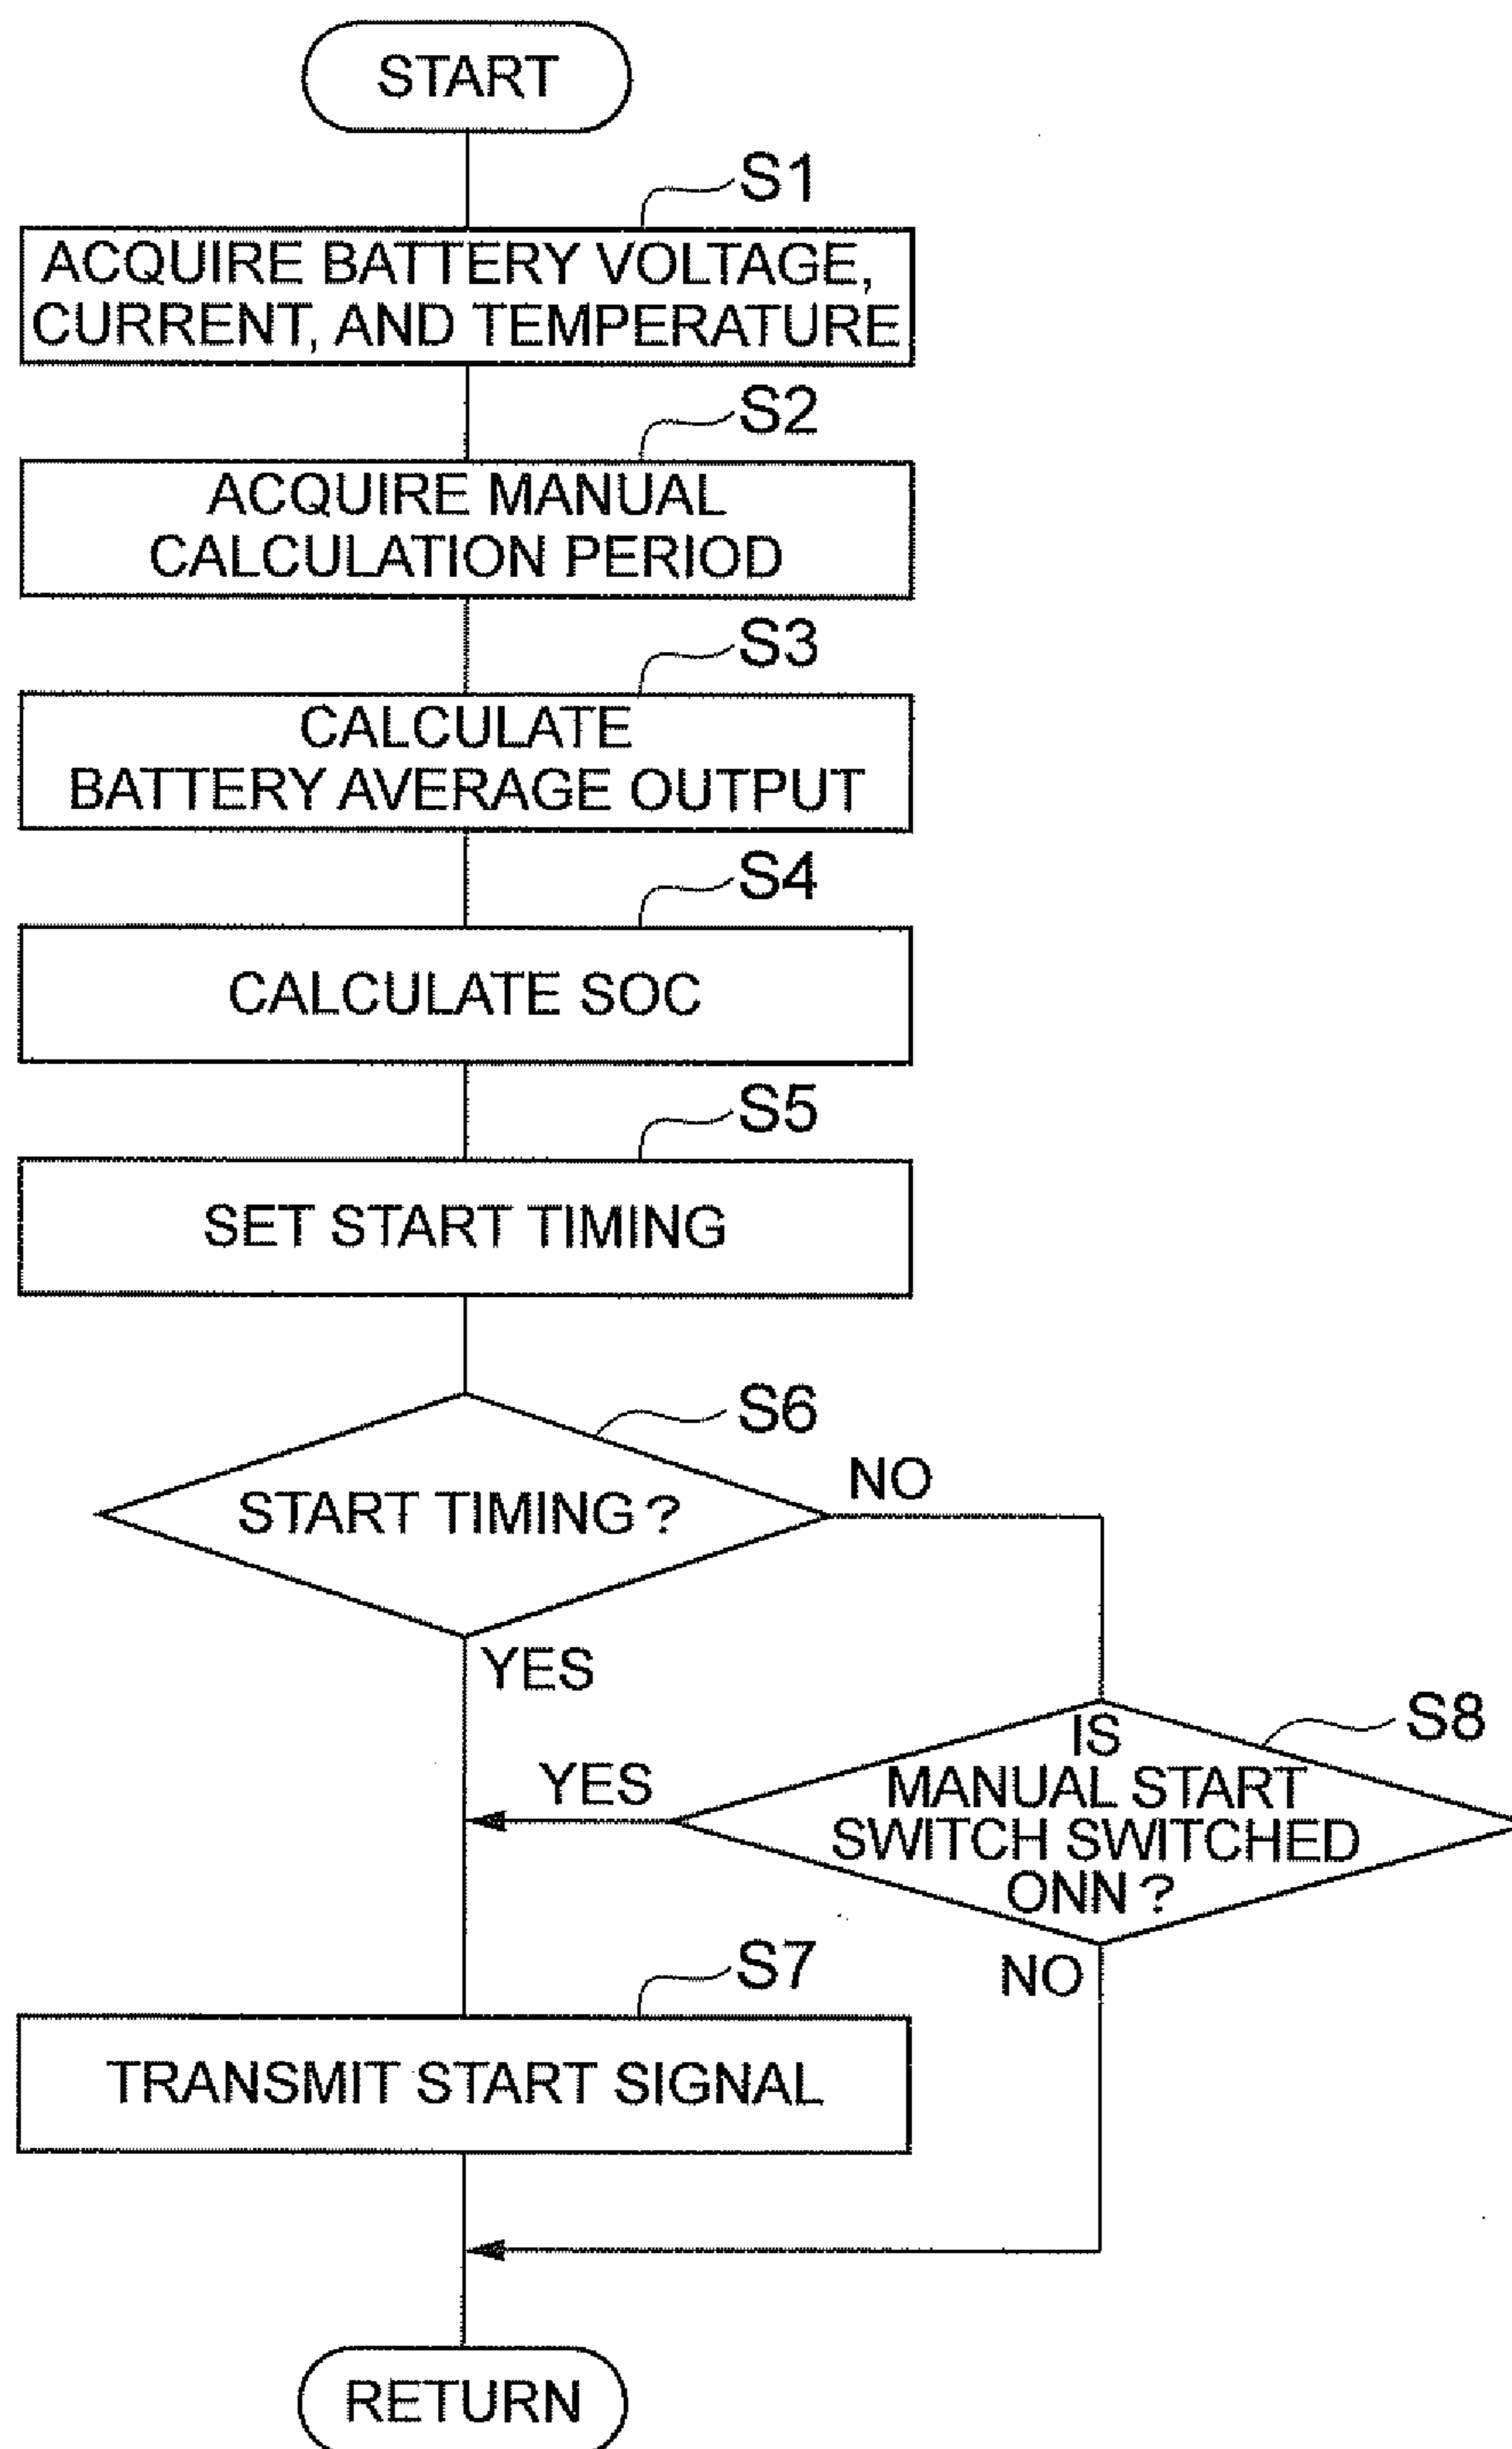 START
S1
ACQUIRE BATTERY VOLTAGE,
CURRENT, AND TEMPERATURE
S2
ACQUIRE MANUAL
CALCULATION PERIOD
S3
CALCULATE
BATTERY AVERAGE OUTPUT
S4
CALCULATE SOC
S5
SET START TIMING
S6
START TIMING?
NO
YES
S8
IS
MANUAL START
SWITCH SWITCHED
ONN?
YES
NO
S7
TRANSMIT START SIGNAL
RETURN